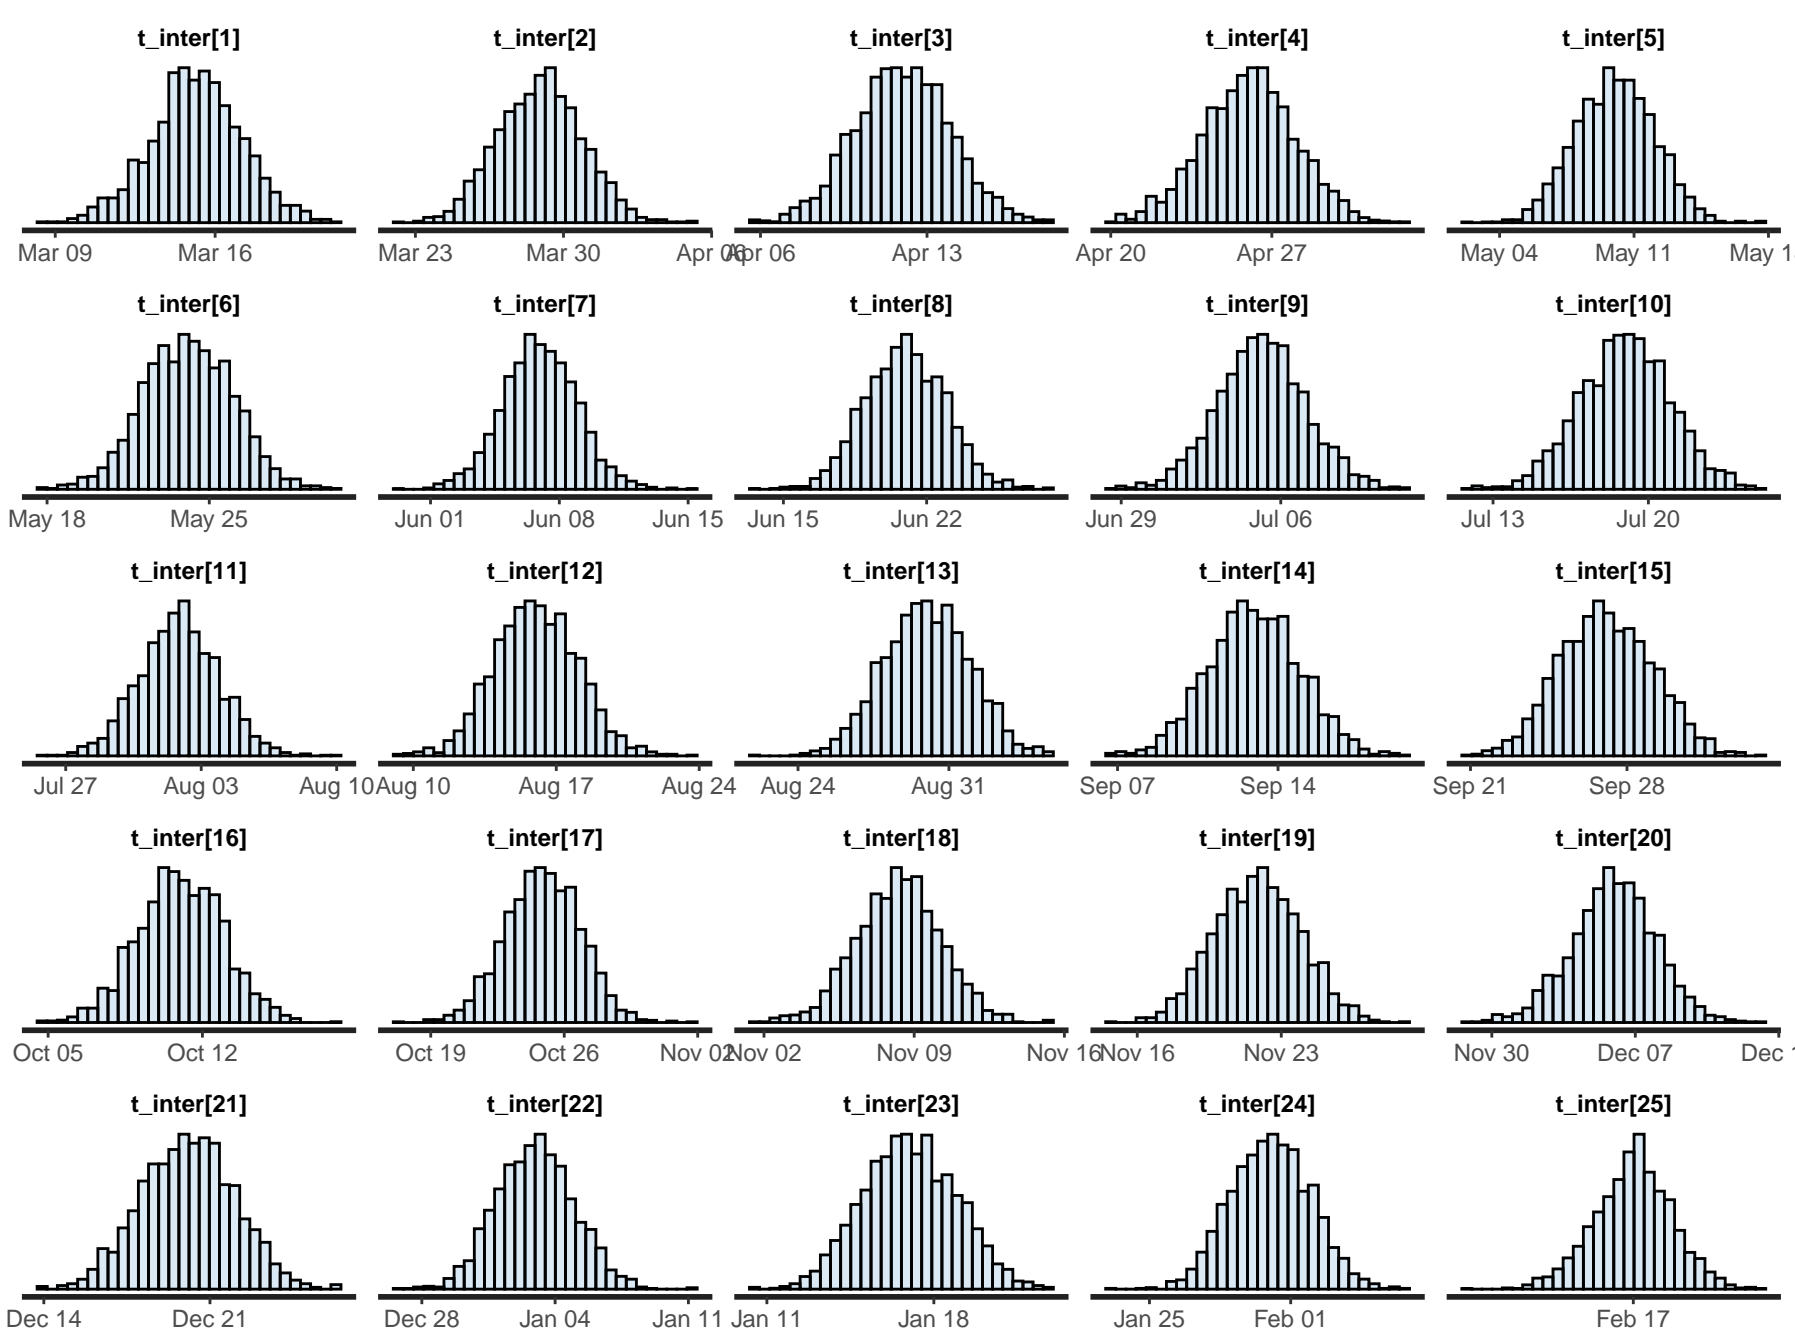 t_inter[1] t_inter[2] t_inter[3] t_inter[4] t_inter[5]
Mar 09 Mar 16 Mar 23 Mar 30 Apr 06 Apr 06 Apr 13 Apr 20 Apr 27 May 04 May 11 May 1
t_inter[6] t_inter[7] t_inter[8] t_inter[9] t_inter[10]
May 18 May 25 Jun 01 Jun 08 Jun 15 Jun 15 Jun 22 Jun 29 Jul 06 Jul 13 Jul 20
t_inter[11] t_inter[12] t_inter[13] t_inter[14] t_inter[15]
Jul 27 Aug 03 Aug 10 Aug 10 Aug 17 Aug 24 Aug 24 Aug 31 Sep 07 Sep 14 Sep 21 Sep 28
t_inter[16] t_inter[17] t_inter[18] t_inter[19] t_inter[20]
Oct 05 Oct 12 Oct 19 Oct 26 Nov 02 Nov 02 Nov 09 Nov 16 Nov 16 Nov 23 Nov 30 Dec 07 Dec
t_inter[21] t_inter[22] t_inter[23] t_inter[24] t_inter[25]
Dec 14 Dec 21 Dec 28 Jan 04 Jan 11 Jan 11 Jan 18 Jan 25 Feb 01 Feb 17